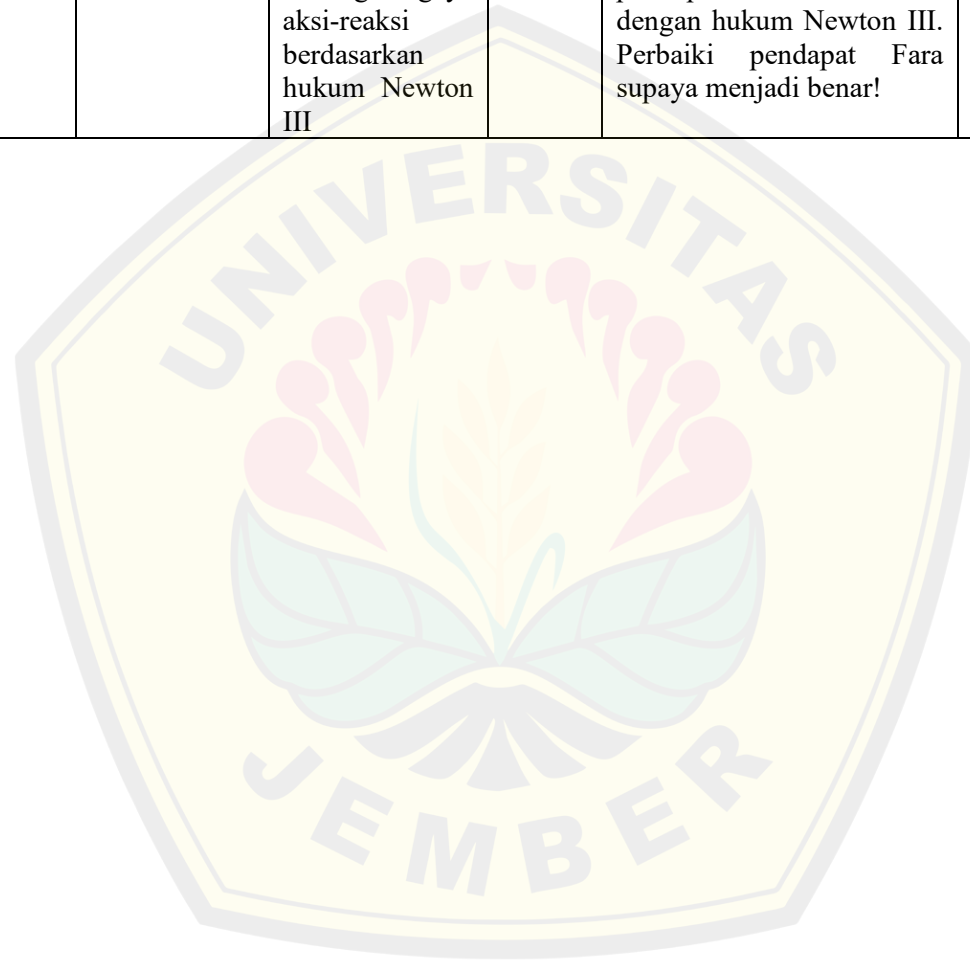 aksi-reaksi
berdasarkan
hukum Newton
III
dengan hukum Newton III.
Perbaiki pendapat Fara
supaya menjadi benar!
UNIVERSITAS
JEMBER